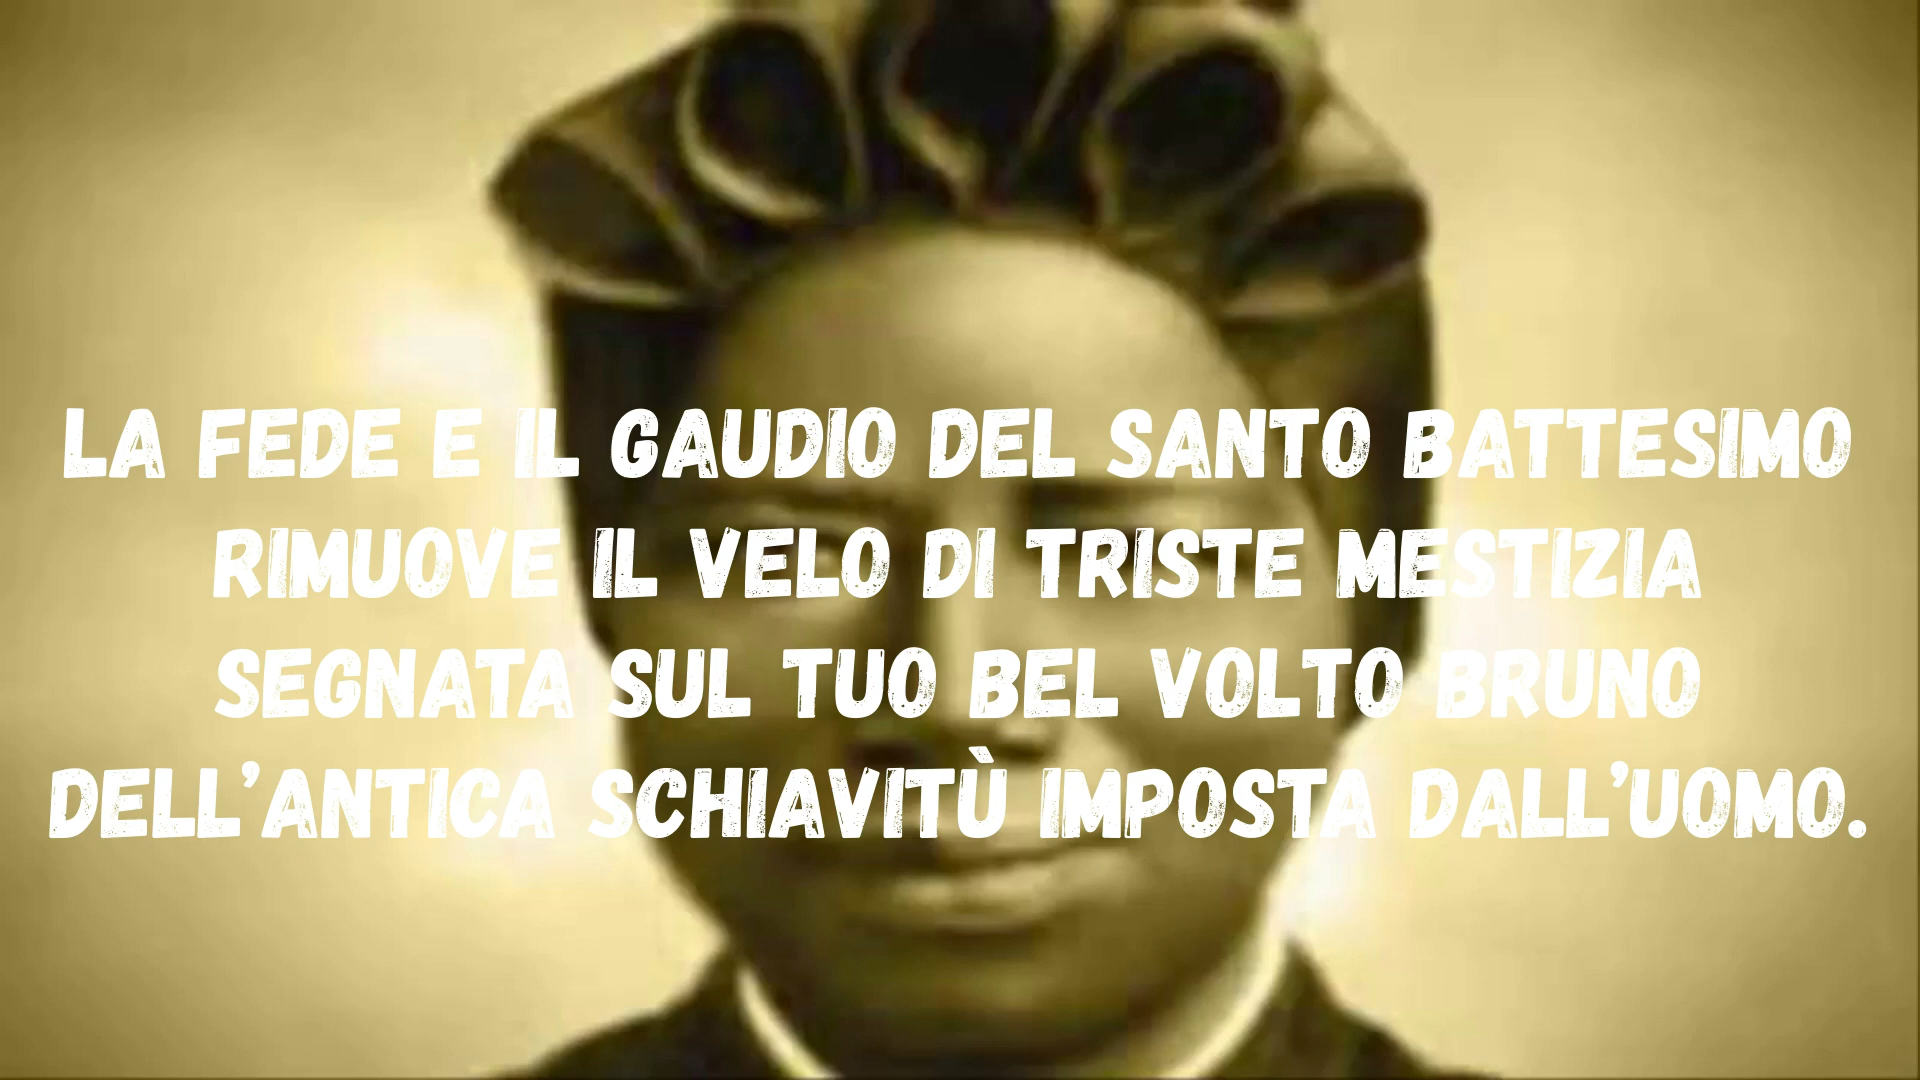 LA FEDE E IL GAUDIO DEL SANTO BATTESIMO
RIMUOVE IL VELO DI TRISTE MESTIZIA
SEGNATA SUL TUO BEL VOLTO BRUNO
DELL'ANTICA SCHIAVITÙ IMPOSTA DALL'UOMO.